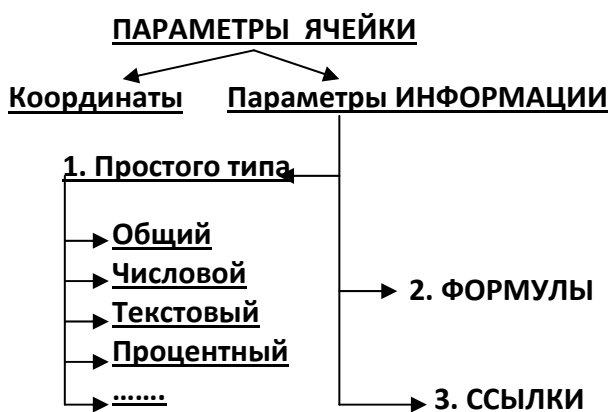 ПАРАМЕТРЫ ЯЧЕЙКИ
Координаты Параметры ИНФОРМАЦИИ
1. Простого типа
Общий
Числовой
2. ФОРМУЛЫ
Текстовый
Процентный
.......
3. ССЫЛКИ